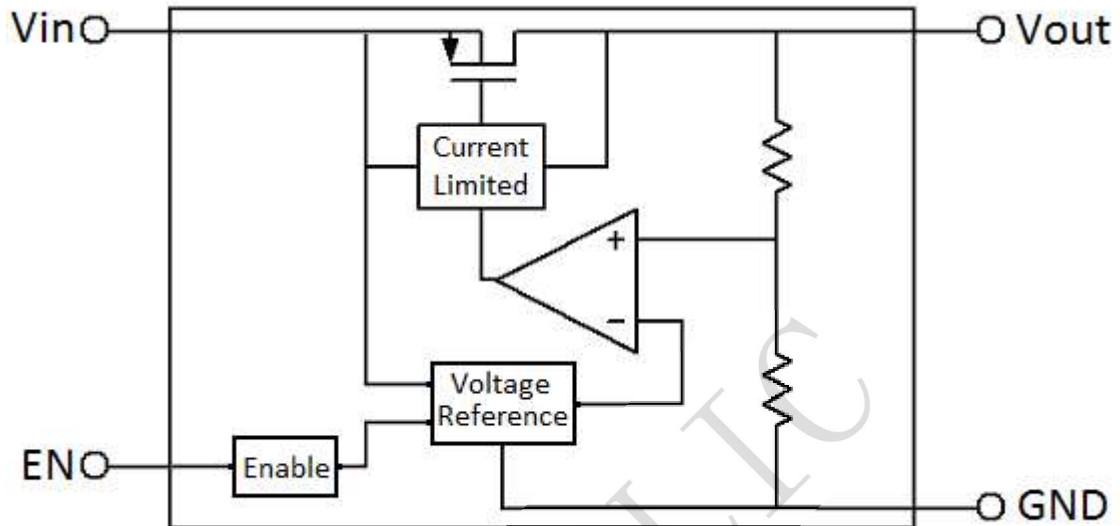 Vin
Vout
Current
Limited
+
−
Voltage
Reference
EN
Enable
GND